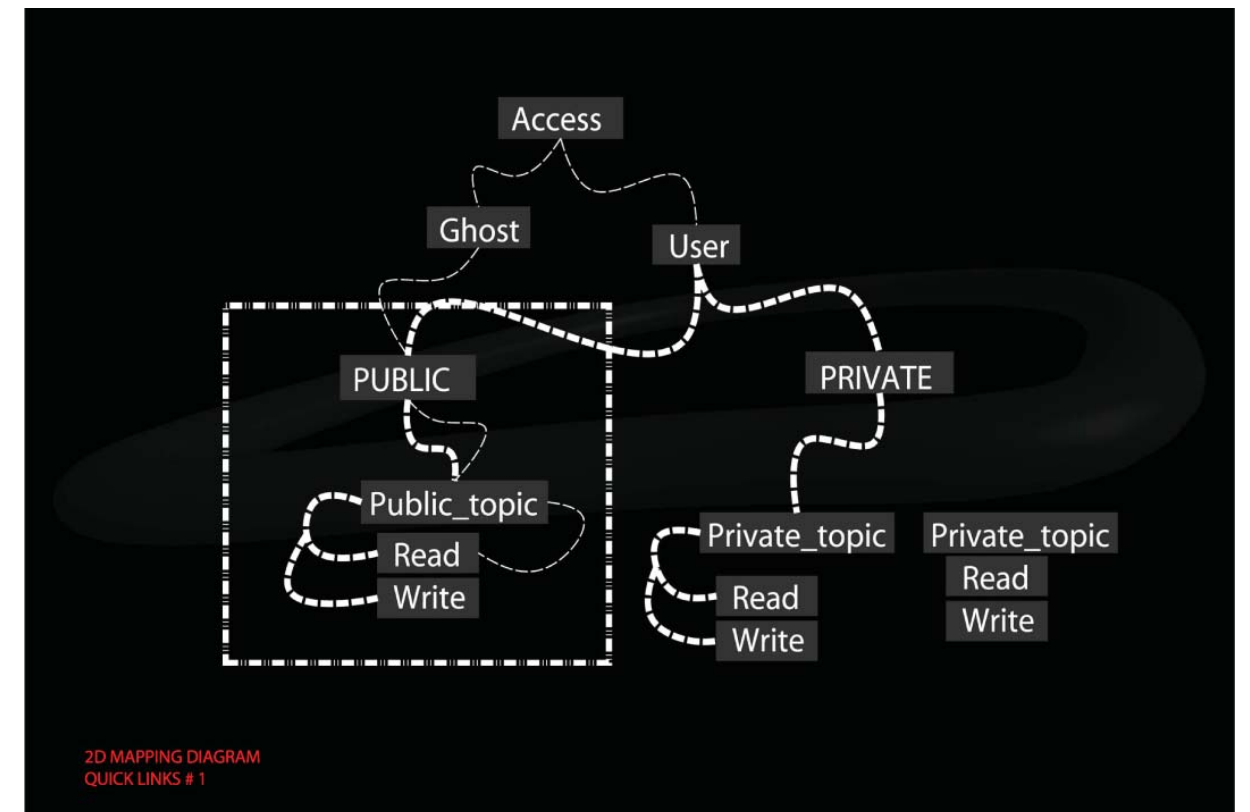 Access
Ghost
User
PUBLIC
PRIVATE
Public_topic
Read
Write
Private_topic
Read
Write
Private_topic
Read
Write
2D MAPPING DIAGRAM
QUICK LINKS # 1